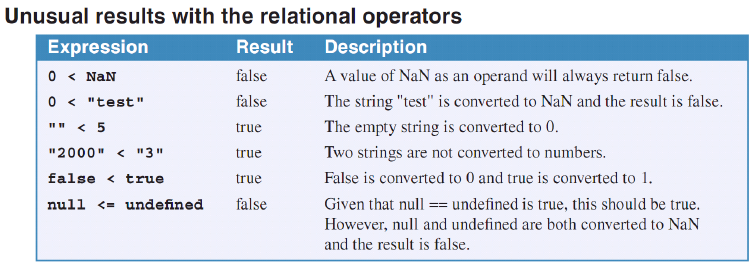 Unusual results with the relational operators
Expression Result Description
0 < NaN false A value of NaN as an operand will always return false.
0 < "test" false The string "test" is converted to NaN and the result is false.
"" < 5 true The empty string is converted to 0.
"2000" < "3" true Two strings are not converted to numbers.
false < true true False is converted to 0 and true is converted to 1.
null <= undefined false Given that null == undefined is true, this should be true.
However, null and undefined are both converted to NaN
and the result is false.